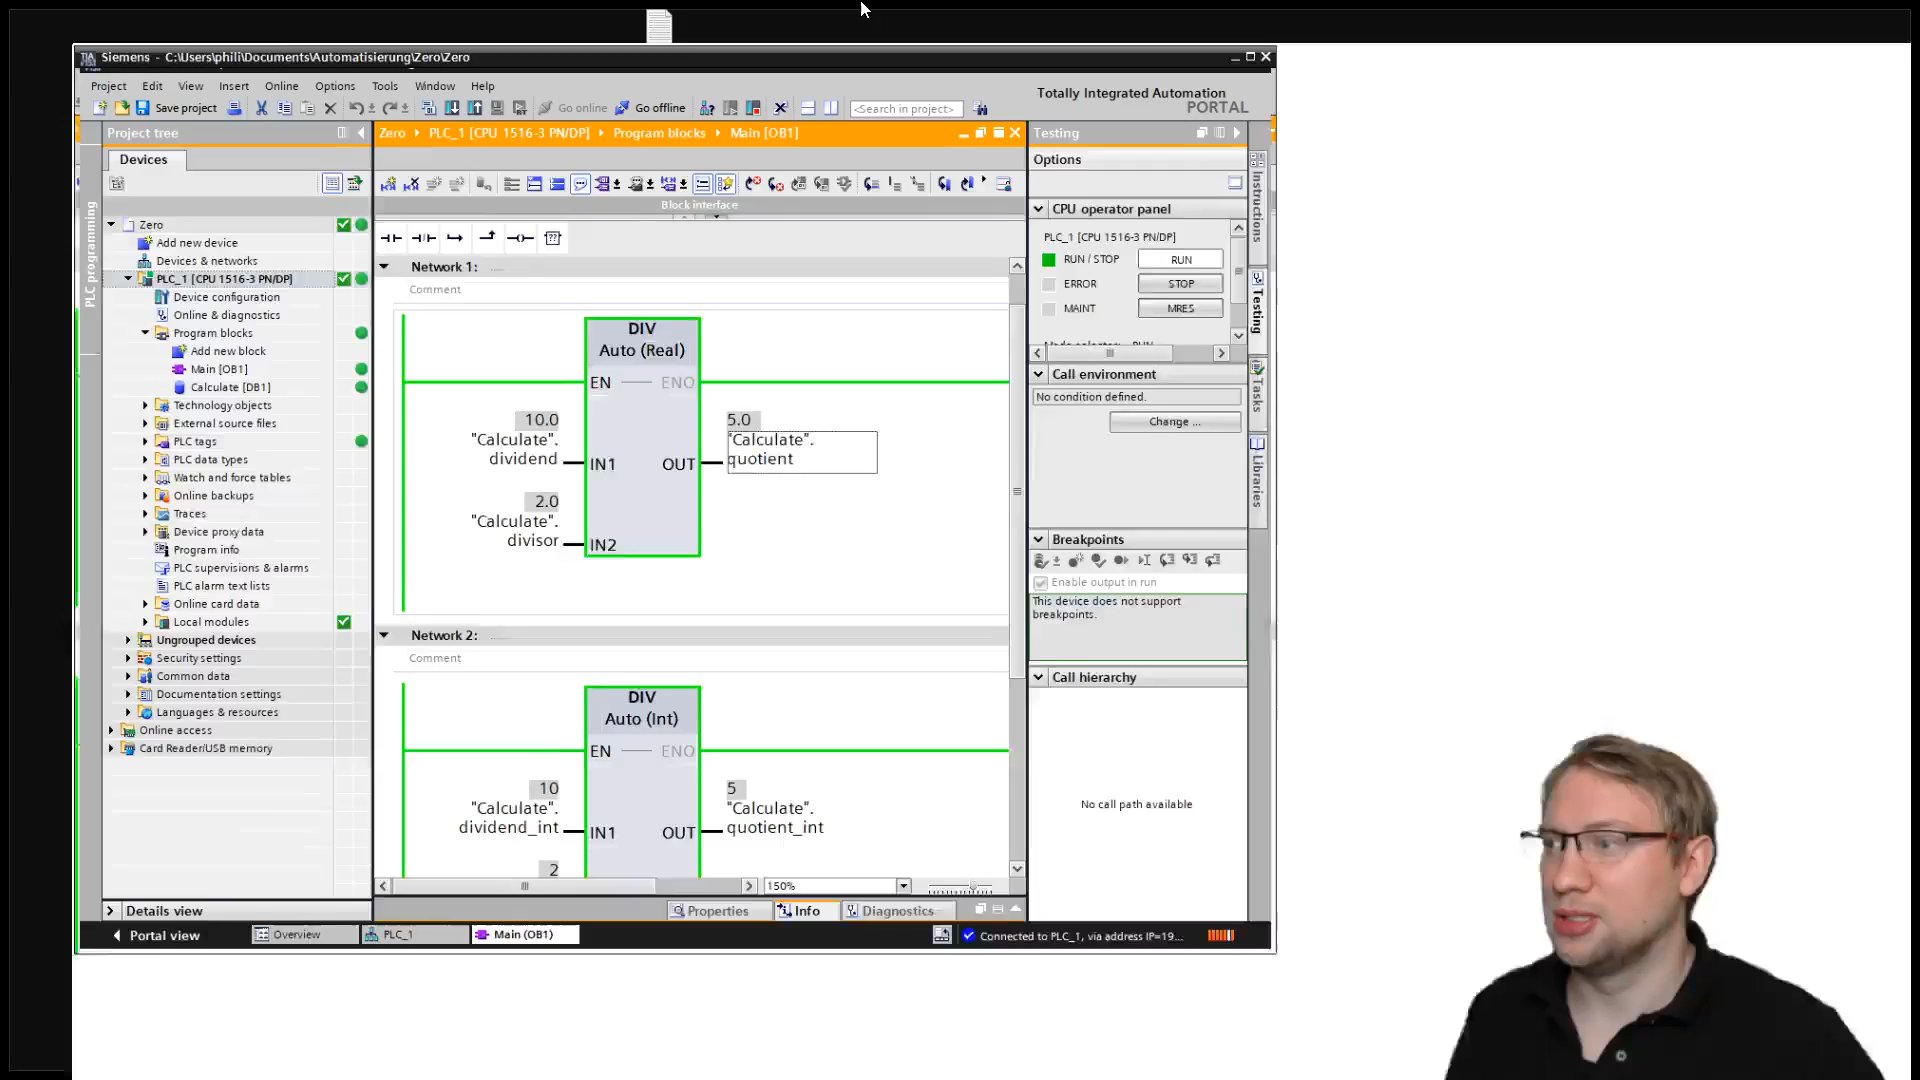 Siemens - C:\Users\phili\Documents\Automatisierung\Zero\Zero
Project Edit View Insert Online Options Tools Window Help
Totally Integrated Automation
PORTAL
Save project
Go online
Go offline
<Search in project>
Project tree
Zero PLC_1 [CPU 1516-3 PN/DP] Program blocks Main [OB1]
Testing
Devices
Options
PLC programming
Block interface
CPU operator panel
PLC_1 [CPU 1516-3 PN/DP]
RUN / STOP RUN
ERROR STOP
MAINT MRES
Call environment
No condition defined.
Change ...
Breakpoints
Enable output in run
This device does not support
breakpoints.
Call hierarchy
No call path available
Instructions
Testing
Tasks
Libraries
Zero
Add new device
Devices & networks
PLC_1 [CPU 1516-3 PN/DP]
Device configuration
Online & diagnostics
Program blocks
Add new block
Main [OB1]
Calculate [DB1]
Technology objects
External source files
PLC tags
PLC data types
Watch and force tables
Online backups
Traces
Device proxy data
Program info
PLC supervisions & alarms
PLC alarm text lists
Online card data
Local modules
Ungrouped devices
Security settings
Common data
Documentation settings
Languages & resources
Online access
Card Reader/USB memory
Network 1:
Comment
DIV
Auto (Real)
EN ENO
10.0
"Calculate".
dividend
IN1
OUT
5.0
"Calculate".
quotient
2.0
"Calculate".
divisor
IN2
Network 2:
Comment
DIV
Auto (Int)
EN ENO
10
"Calculate".
dividend_int
IN1
OUT
5
"Calculate".
quotient_int
2
150%
Details view
Properties Info Diagnostics
Portal view Overview PLC_1 Main (OB1)
Connected to PLC_1, via address IP=19...